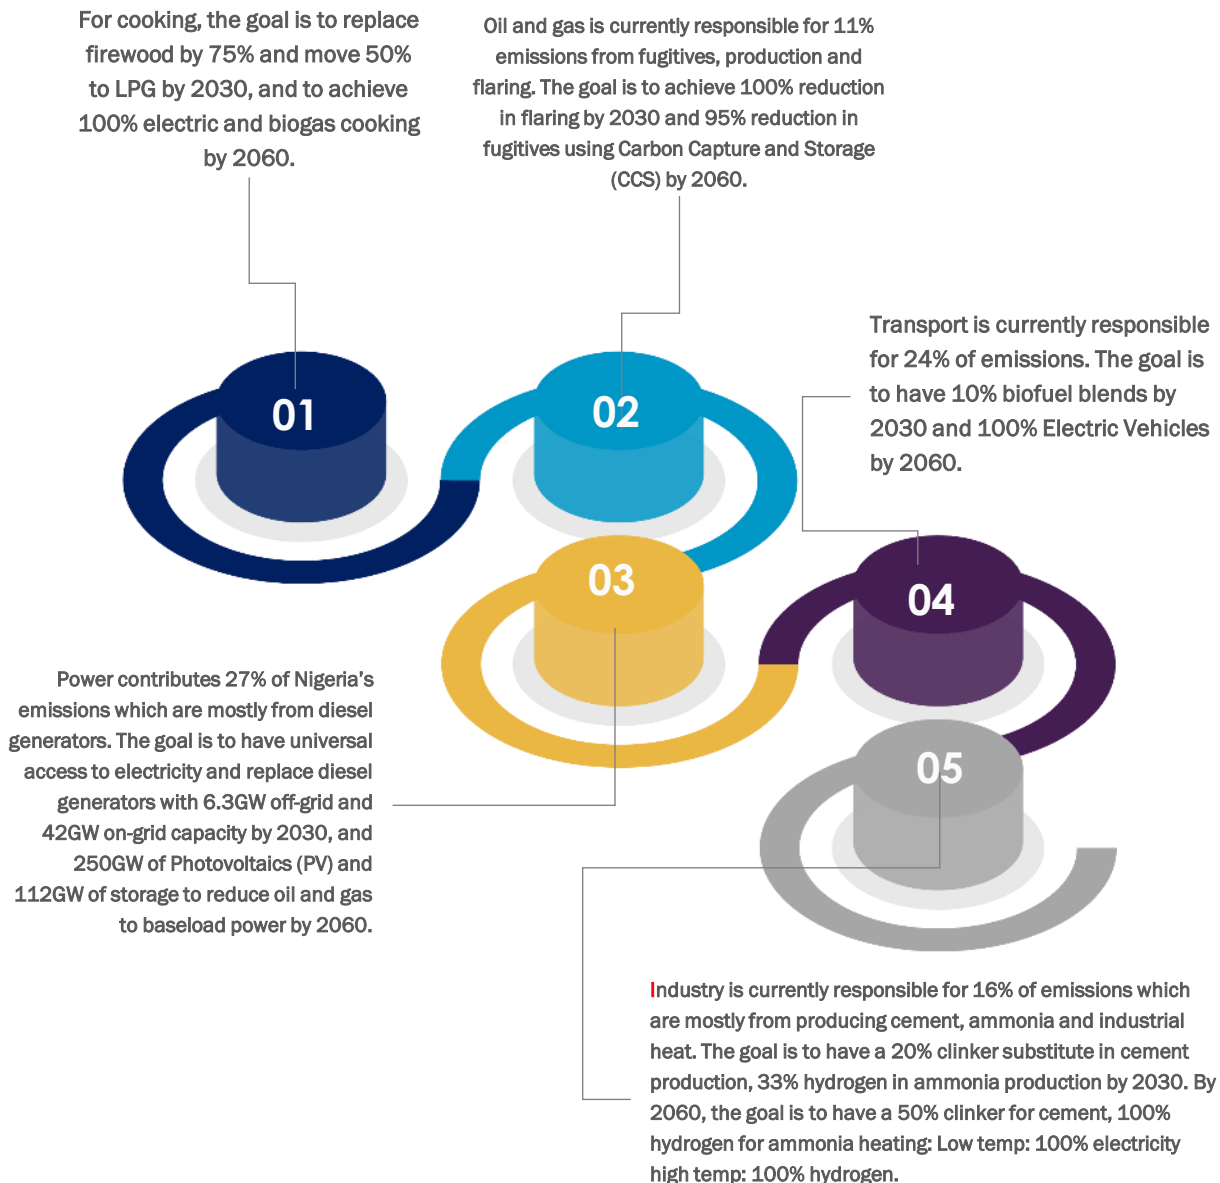 For cooking, the goal is to replace
firewood by 75% and move 50%
to LPG by 2030, and to achieve
100% electric and biogas cooking
by 2060.
Oil and gas is currently responsible for 11%
emissions from fugitives, production and
flaring. The goal is to achieve 100% reduction
in flaring by 2030 and 95% reduction in
fugitives using Carbon Capture and Storage
(CCS) by 2060.
Transport is currently responsible
for 24% of emissions. The goal is
to have 10% biofuel blends by
2030 and 100% Electric Vehicles
by 2060.
01
02
03
04
05
Power contributes 27% of Nigeria’s
emissions which are mostly from diesel
generators. The goal is to have universal
access to electricity and replace diesel
generators with 6.3GW off-grid and
42GW on-grid capacity by 2030, and
250GW of Photovoltaics (PV) and
112GW of storage to reduce oil and gas
to baseload power by 2060.
Industry is currently responsible for 16% of emissions which
are mostly from producing cement, ammonia and industrial
heat. The goal is to have a 20% clinker substitute in cement
production, 33% hydrogen in ammonia production by 2030. By
2060, the goal is to have a 50% clinker for cement, 100%
hydrogen for ammonia heating: Low temp: 100% electricity
high temp: 100% hydrogen.